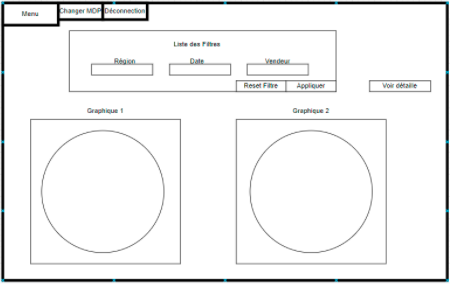 Menu
Changer MDP
Déconnection
Liste des Filtres
Région
Date
Vendeur
Reset Filtre
Appliquer
Voir détaille
Graphique 1
Graphique 2